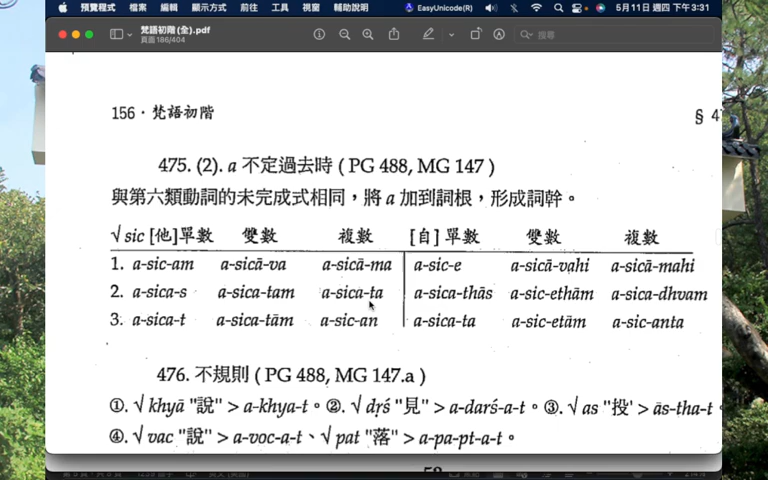 預覽程式 檔案 編輯 顯示方式 前往 工具 視窗 輔助說明 EasyUnicode(R) 5月11日 週四 下午3:31
梵語初階(全).pdf
頁面 186/404
搜尋
156 · 梵語初階 § 4
475. (2). a 不定過去時 ( PG 488, MG 147 )
與第六類動詞的未完成式相同，將 a 加到詞根，形成詞幹。
√ sic [他]單數 雙數 複數 [自] 單數 雙數 複數
1. a-sic-am a-sicā-va a-sicā-ma a-sic-e a-sicā-vahi a-sicā-mahi
2. a-sica-s a-sica-tam a-sica-ta a-sica-thās a-sic-ethām a-sica-dhvam
3. a-sica-t a-sica-tām a-sic-an a-sica-ta a-sic-etām a-sic-anta
476. 不規則 ( PG 488, MG 147.a )
①. √ khyā "說" > a-khya-t。②. √ dṛś "見" > a-darś-a-t。③. √ as "投' > ās-tha-t
④. √ vac "說" > a-voc-a-t、√ pat "落" > a-pa-pt-a-t。